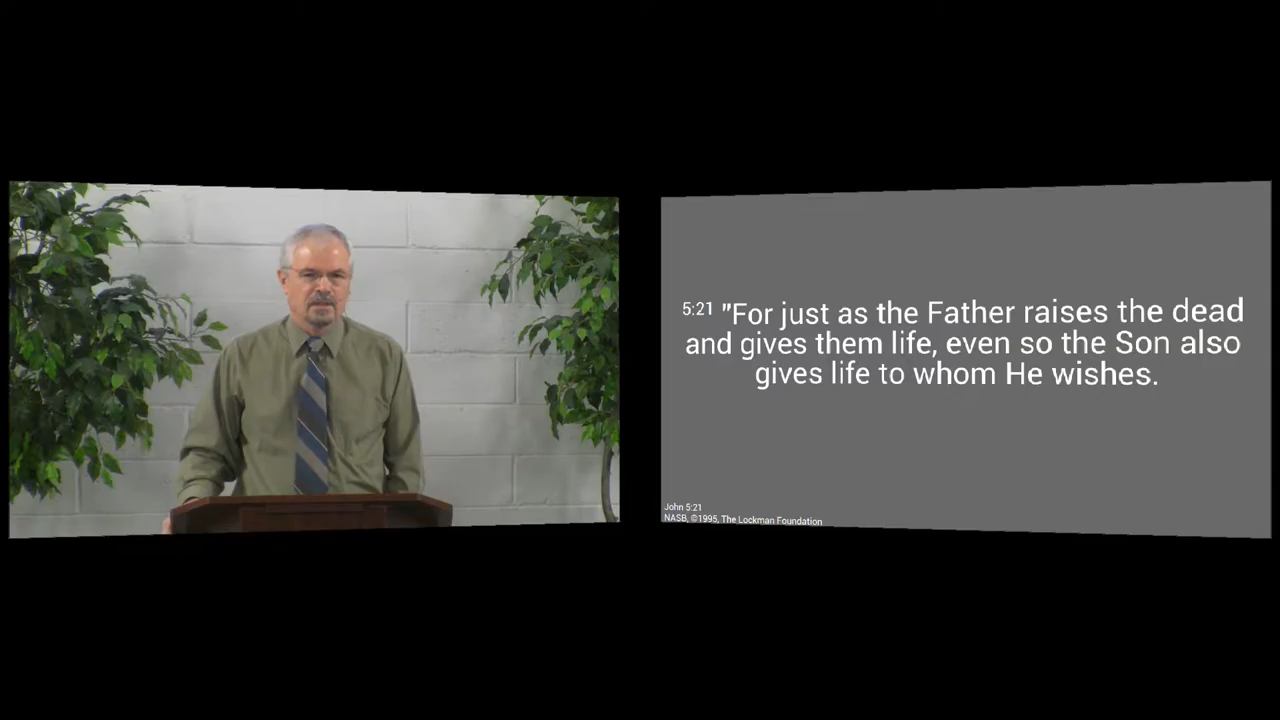 5:21 "For just as the Father raises the dead
and gives them life, even so the Son also
gives life to whom He wishes.
John 5:21
NASB, ©1995, The Lockman Foundation